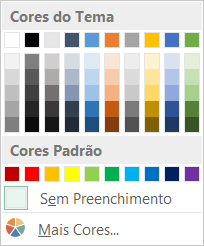 Cores do Tema
Cores Padrão
Sem Preenchimento
Mais Cores...